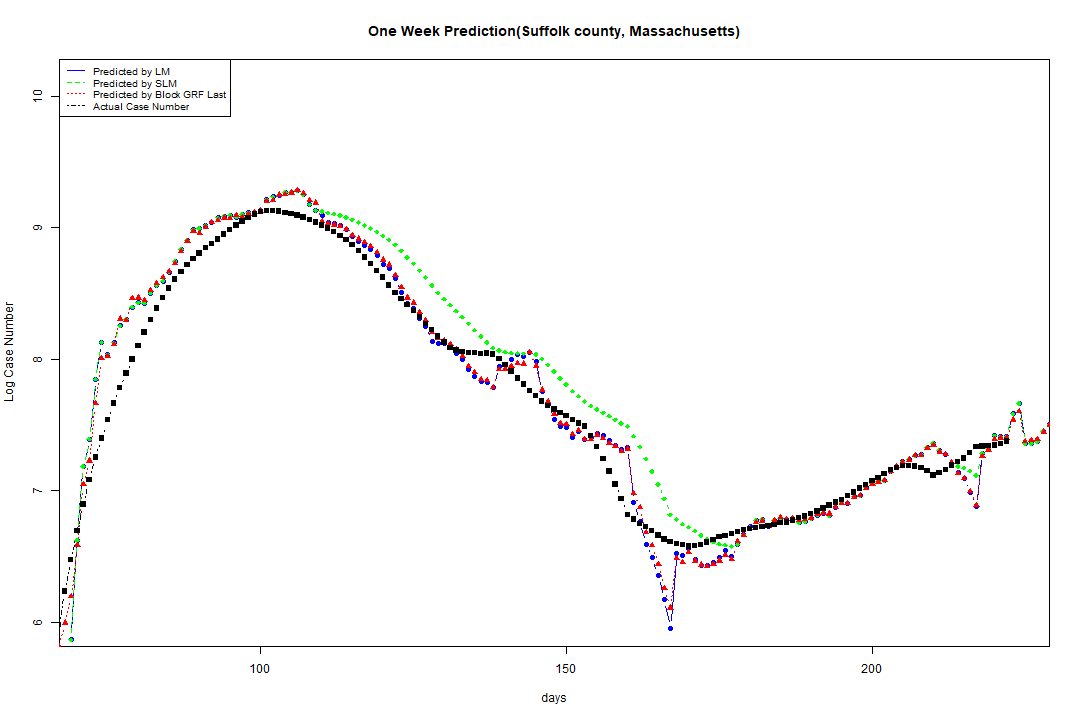 One Week Prediction(Suffolk county, Massachusetts)
Predicted by LM
Predicted by SLM
Predicted by Block GRF Last
Actual Case Number
10
9
8
7
6
Log Case Number
100 150 200
days